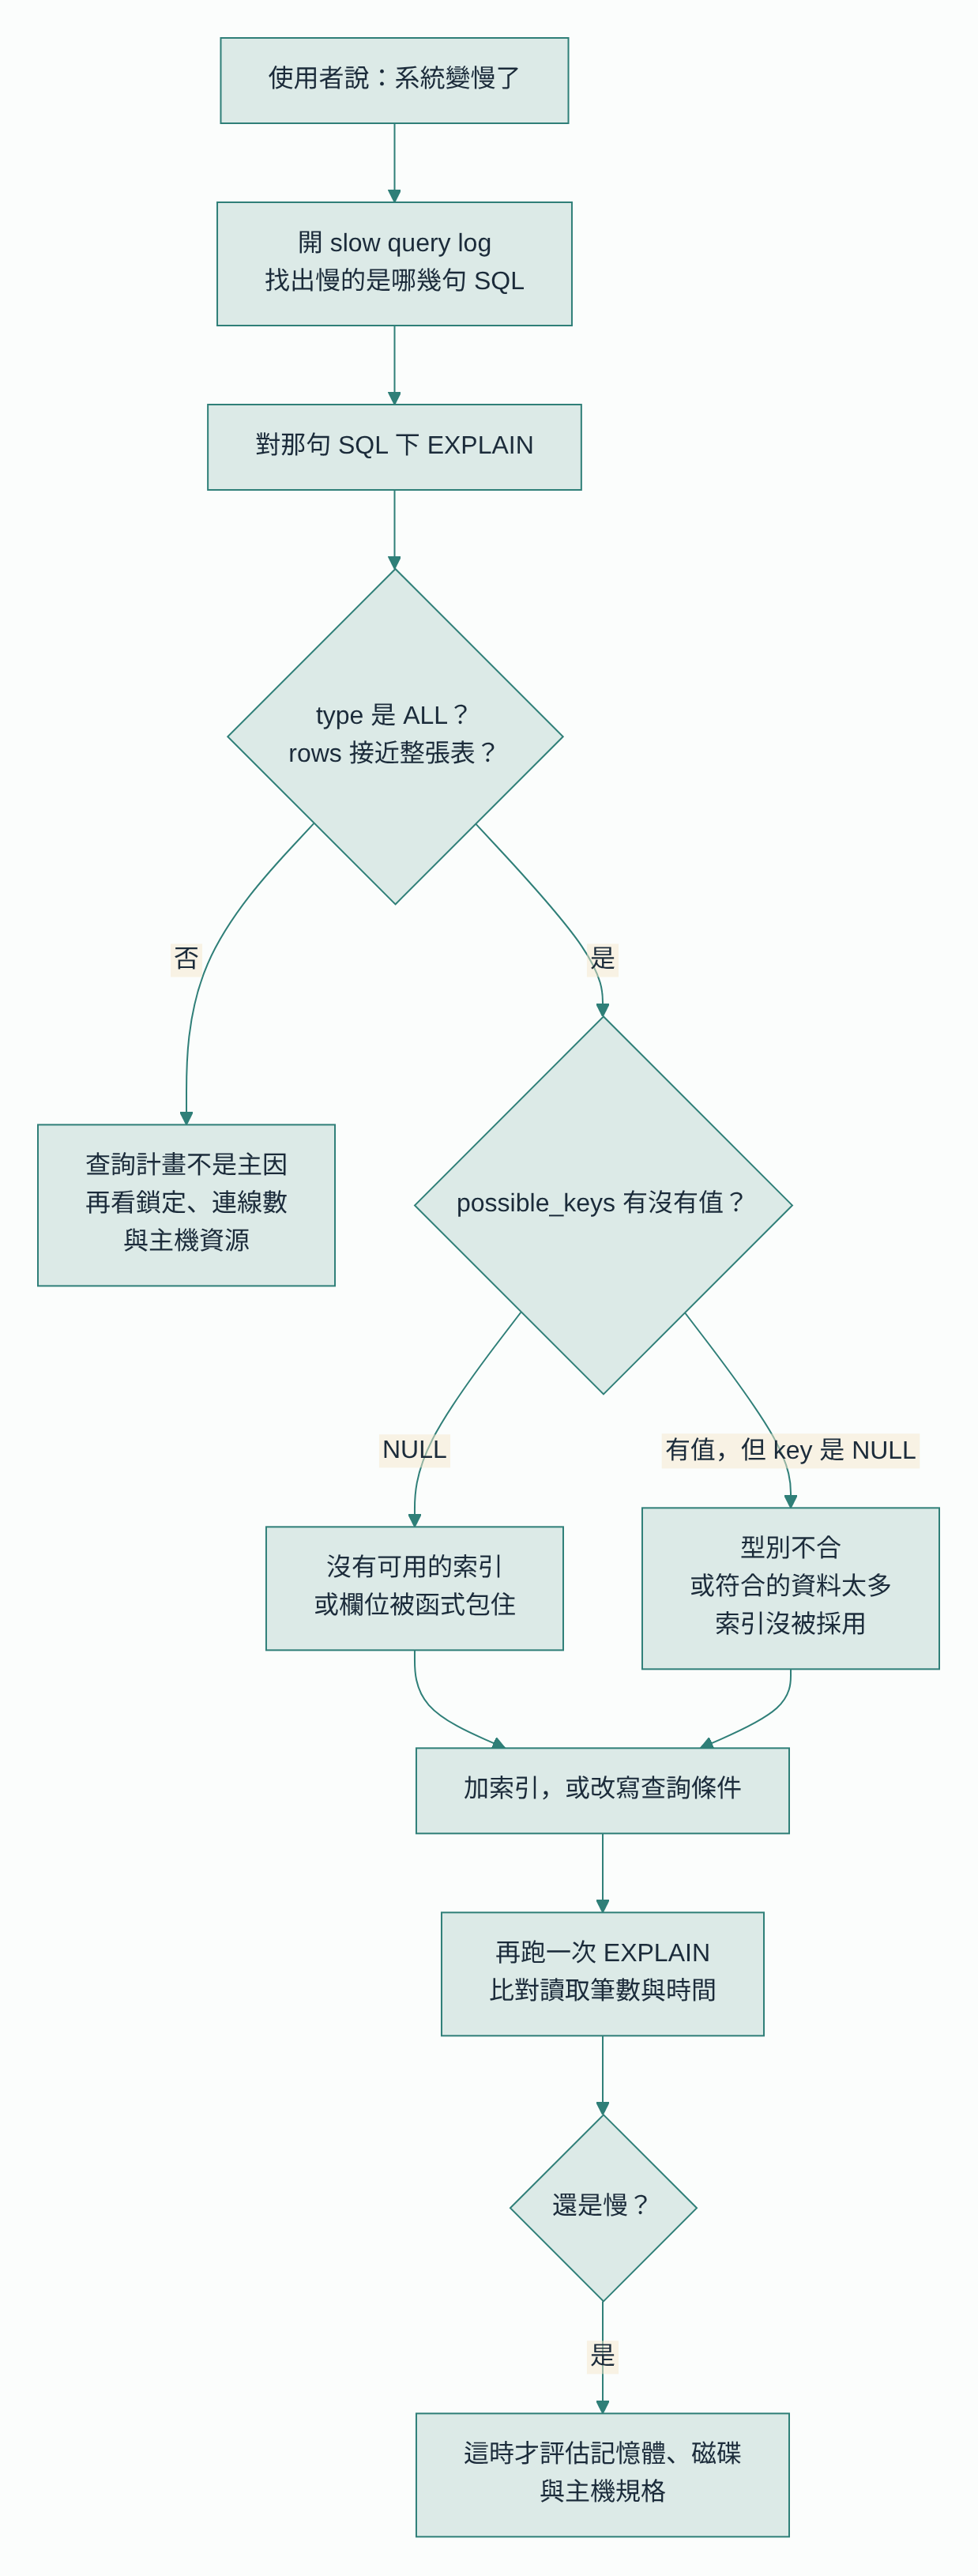 使用者說：系統變慢了
開 slow query log
找出慢的是哪幾句 SQL
對那句 SQL 下 EXPLAIN
type 是 ALL？
rows 接近整張表？
否
是
查詢計畫不是主因
再看鎖定、連線數
與主機資源
possible_keys 有沒有值？
NULL
有值，但 key 是 NULL
沒有可用的索引
或欄位被函式包住
型別不合
或符合的資料太多
索引沒被採用
加索引，或改寫查詢條件
再跑一次 EXPLAIN
比對讀取筆數與時間
還是慢？
是
這時才評估記憶體、磁碟
與主機規格